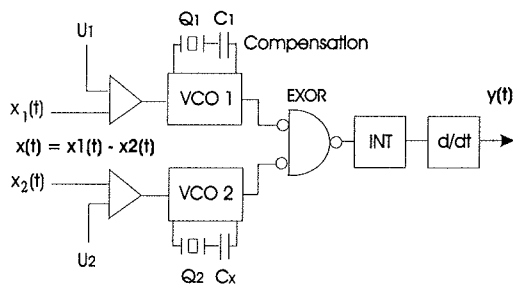 Q1 C1
Compensation
U1
VCO 1
EXOR
y(t)
x1(t)
x(t) = x1(t) - x2(t)
INT
d/dt
x2(t)
VCO 2
U2
Q2 Cx